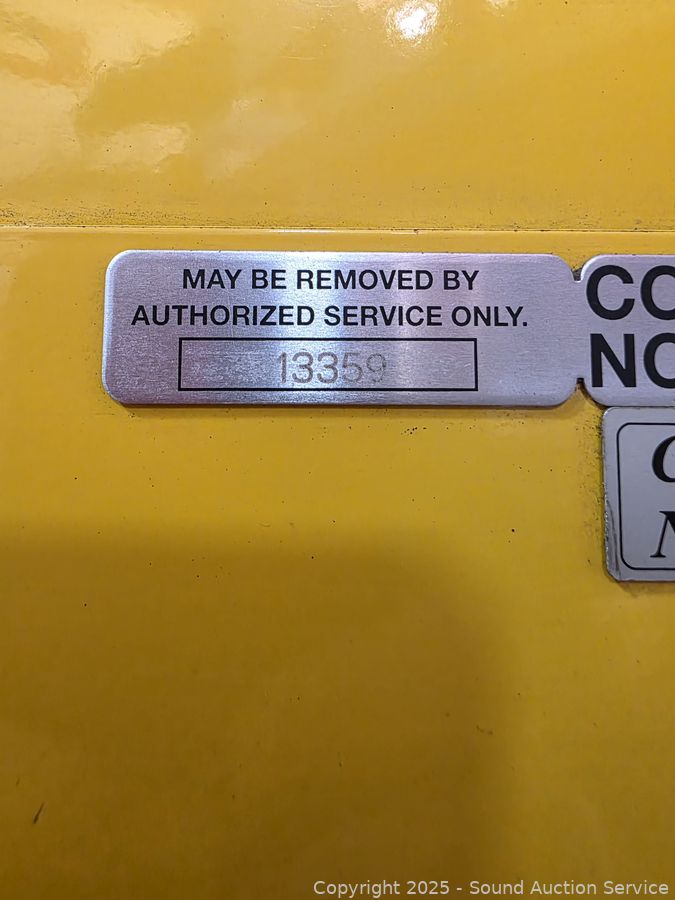 MAY BE REMOVED BY
AUTHORIZED SERVICE ONLY.
13359
CO
NO
Copyright 2025 - Sound Auction Service